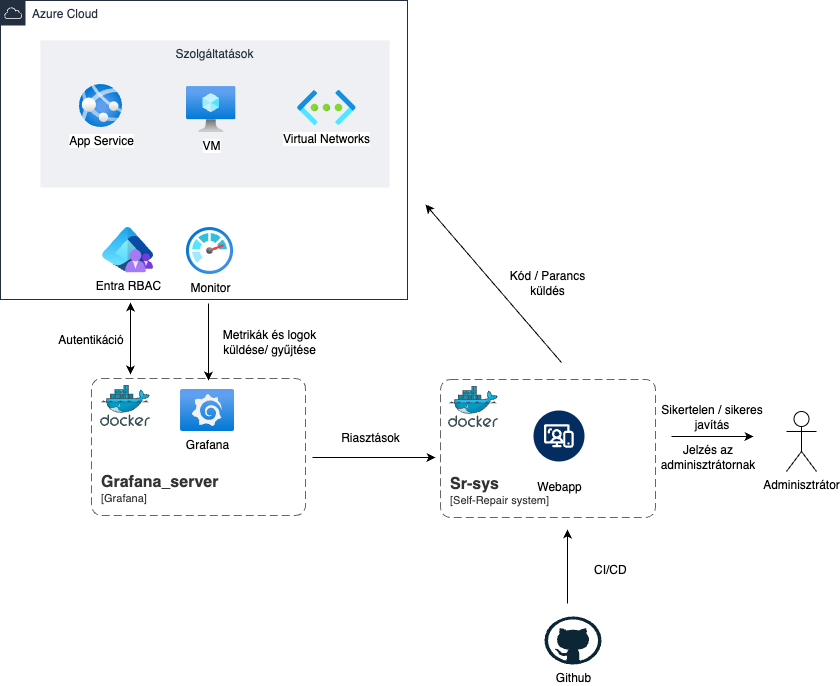 Azure Cloud
Szolgáltatások
App Service
VM
Virtual Networks
Entra RBAC
Monitor
Kód / Parancs
küldés
Autentikáció
Metrikák és logok
küldése/ gyűjtése
docker
Grafana
Grafana_server
[Grafana]
Riasztások
docker
Webapp
Sr-sys
[Self-Repair system]
Sikertelen / sikeres
javítás
Jelzés az
adminisztrátornak
Adminisztrátor
CI/CD
Github